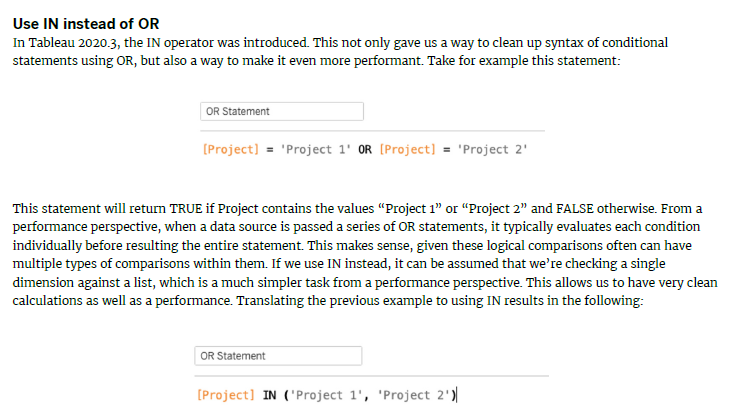 Use IN instead of OR
In Tableau 2020.3, the IN operator was introduced. This not only gave us a way to clean up syntax of conditional
statements using OR, but also a way to make it even more performant. Take for example this statement:
OR Statement
[Project] = 'Project 1' OR [Project] = 'Project 2'
This statement will return TRUE if Project contains the values “Project 1” or “Project 2” and FALSE otherwise. From a
performance perspective, when a data source is passed a series of OR statements, it typically evaluates each condition
individually before resulting the entire statement. This makes sense, given these logical comparisons often can have
multiple types of comparisons within them. If we use IN instead, it can be assumed that we’re checking a single
dimension against a list, which is a much simpler task from a performance perspective. This allows us to have very clean
calculations as well as a performance. Translating the previous example to using IN results in the following:
OR Statement
[Project] IN ('Project 1', 'Project 2')